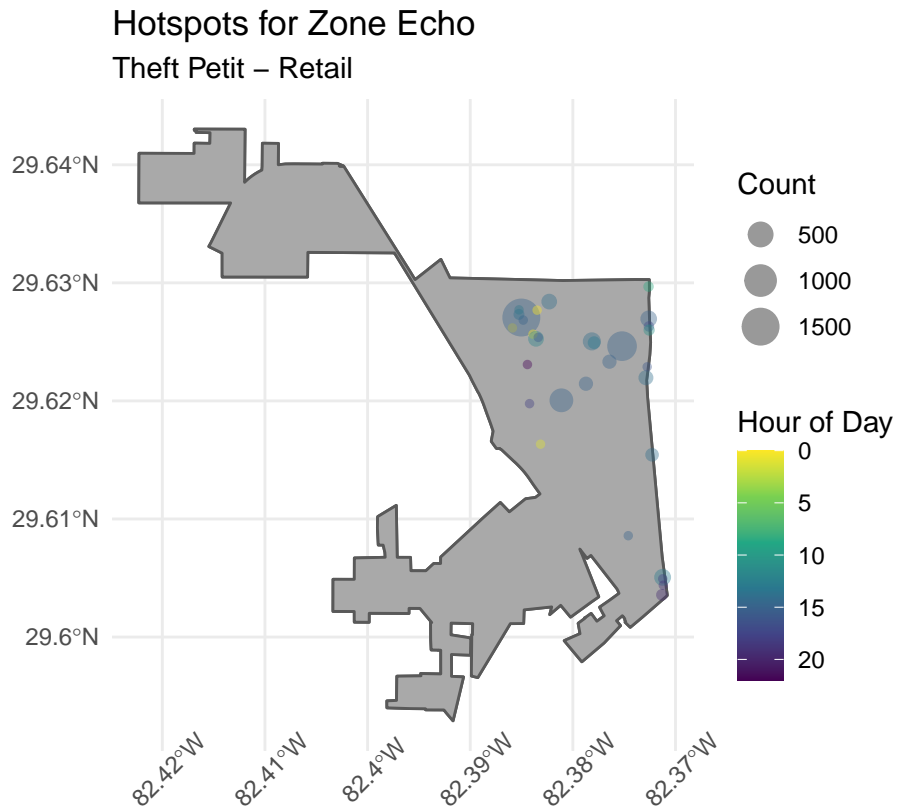 Hotspots for Zone Echo
Theft Petit – Retail
29.64°N
29.63°N
29.62°N
29.61°N
29.6°N
82.42°W
82.41°W
82.4°W
82.39°W
82.38°W
82.37°W
Count
500
1000
1500
Hour of Day
0
5
10
15
20